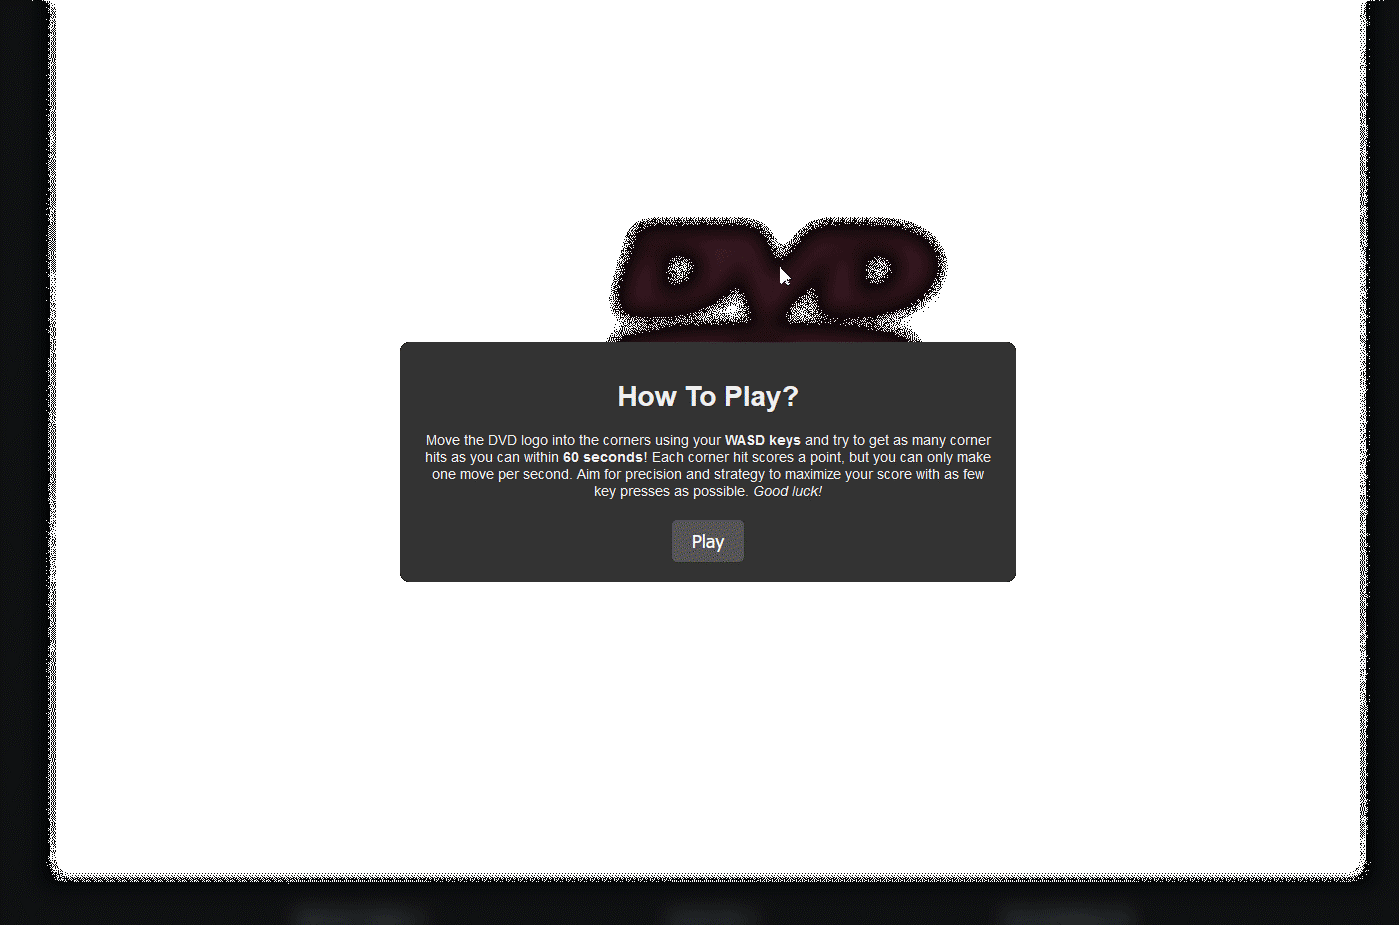 DVD
How To Play?
Move the DVD logo into the corners using your WASD keys and try to get as many corner
hits as you can within 60 seconds! Each corner hit scores a point, but you can only make
one move per second. Aim for precision and strategy to maximize your score with as few
key presses as possible. Good luck!
Play